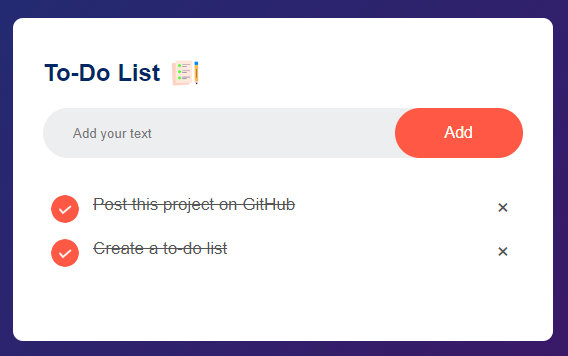 To-Do List
Add your text
Add
Post this project on GitHub
Create a to-do list